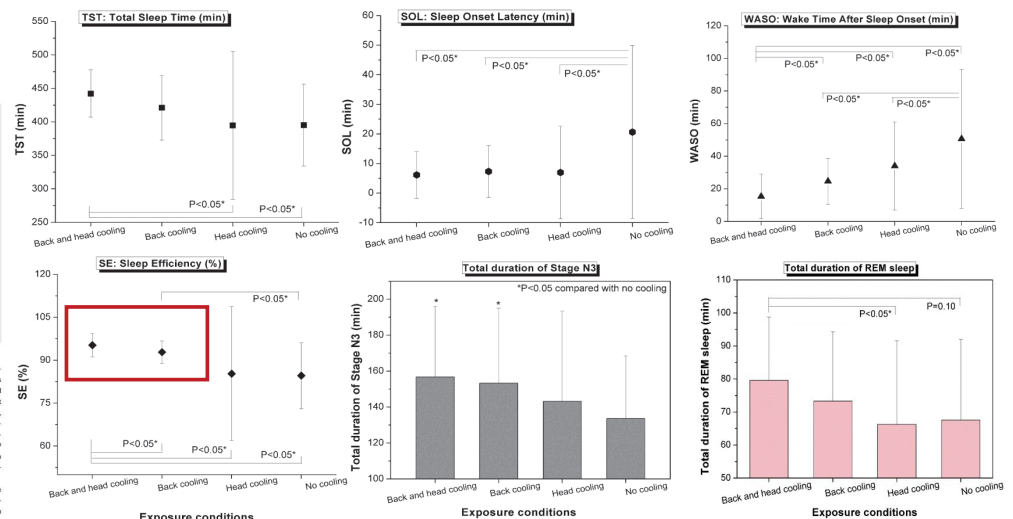 TST: Total Sleep Time (min)
550
500
450
400
350
300
250
TST (min)
P<0.05*
P<0.05*
Back and head cooling
Back cooling
Head cooling
No cooling
SOL: Sleep Onset Latency (min)
60
50
40
30
20
10
0
-10
SOL (min)
P<0.05*
P<0.05*
P<0.05*
Back and head cooling
Back cooling
Head cooling
No cooling
WASO: Wake Time After Sleep Onset (min)
120
100
80
60
40
20
0
WASO (min)
P<0.05*
P<0.05*
P<0.05*
P<0.05*
P<0.05*
Back and head cooling
Back cooling
Head cooling
No cooling
SE: Sleep Efficiency (%)
120
105
90
75
60
SE (%)
P<0.05*
P<0.05*
P<0.05*
P<0.05*
Back and head cooling
Back cooling
Head cooling
No cooling
Exposure conditions
Total duration of Stage N3
*P<0.05 compared with no cooling
200
180
160
140
120
100
Total duration of Stage N3 (min)
*
*
Back and head cooling
Back cooling
Head cooling
No cooling
Exposure conditions
Total duration of REM sleep
110
100
90
80
70
60
50
Total duration of REM sleep (min)
P<0.05*
P=0.10
Back and head cooling
Back cooling
Head cooling
No cooling
Exposure conditions